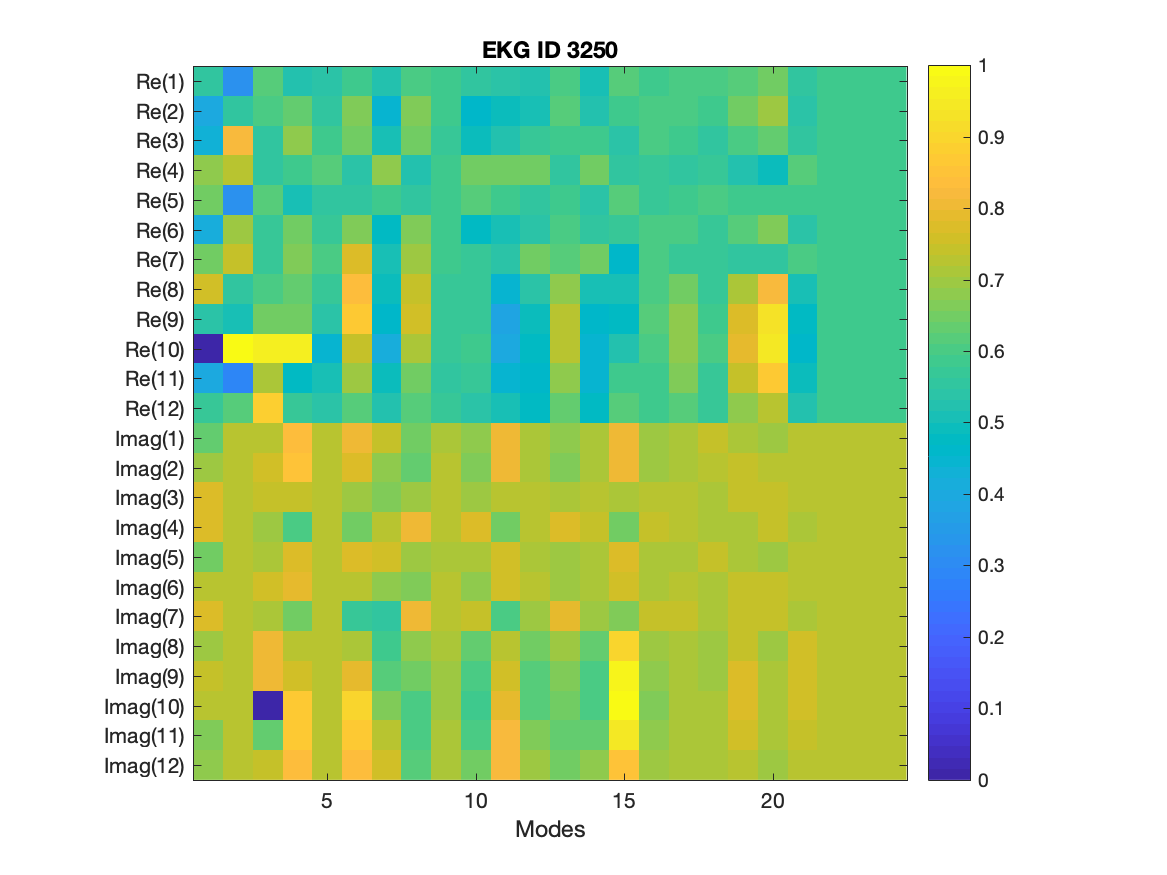 EKG ID 3250
Re(1)
Re(2)
Re(3)
Re(4)
Re(5)
Re(6)
Re(7)
Re(8)
Re(9)
Re(10)
Re(11)
Re(12)
Imag(1)
Imag(2)
Imag(3)
Imag(4)
Imag(5)
Imag(6)
Imag(7)
Imag(8)
Imag(9)
Imag(10)
Imag(11)
Imag(12)
5 10 15 20
Modes
1
0.9
0.8
0.7
0.6
0.5
0.4
0.3
0.2
0.1
0